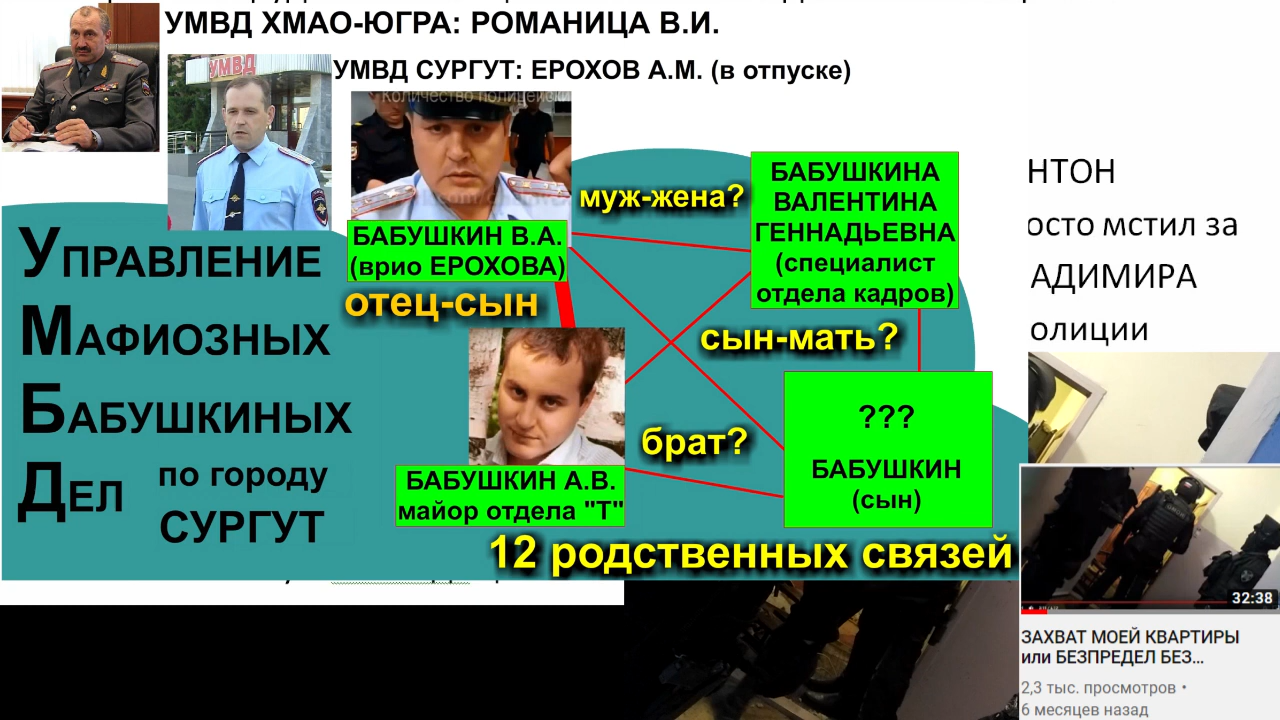 УМВД ХМАО-ЮГРА: РОМАНИЦА В.И.
УМВД СУРГУТ: ЕРОХОВ А.М. (в отпуске)
УМВД
Количество полицейски
БАБУШКИН В.А.
(врио ЕРОХОВА)
муж-жена?
БАБУШКИНА
ВАЛЕНТИНА
ГЕННАДЬЕВНА
(специалист
отдела кадров)
отец-сын
сын-мать?
УПРАВЛЕНИЕ
МАФИОЗНЫХ
БАБУШКИНЫХ
ДЕЛ по городу
СУРГУТ
брат?
???
БАБУШКИН
(сын)
БАБУШКИН А.В.
майор отдела "Т"
12 родственных связей
НТОН
осто мстил за
АДИМИРА
олиции
32:38
ЗАХВАТ МОЕЙ КВАРТИРЫ
или БЕЗПРЕДЕЛ БЕЗ...
2,3 тыс. просмотров •
6 месяцев назад